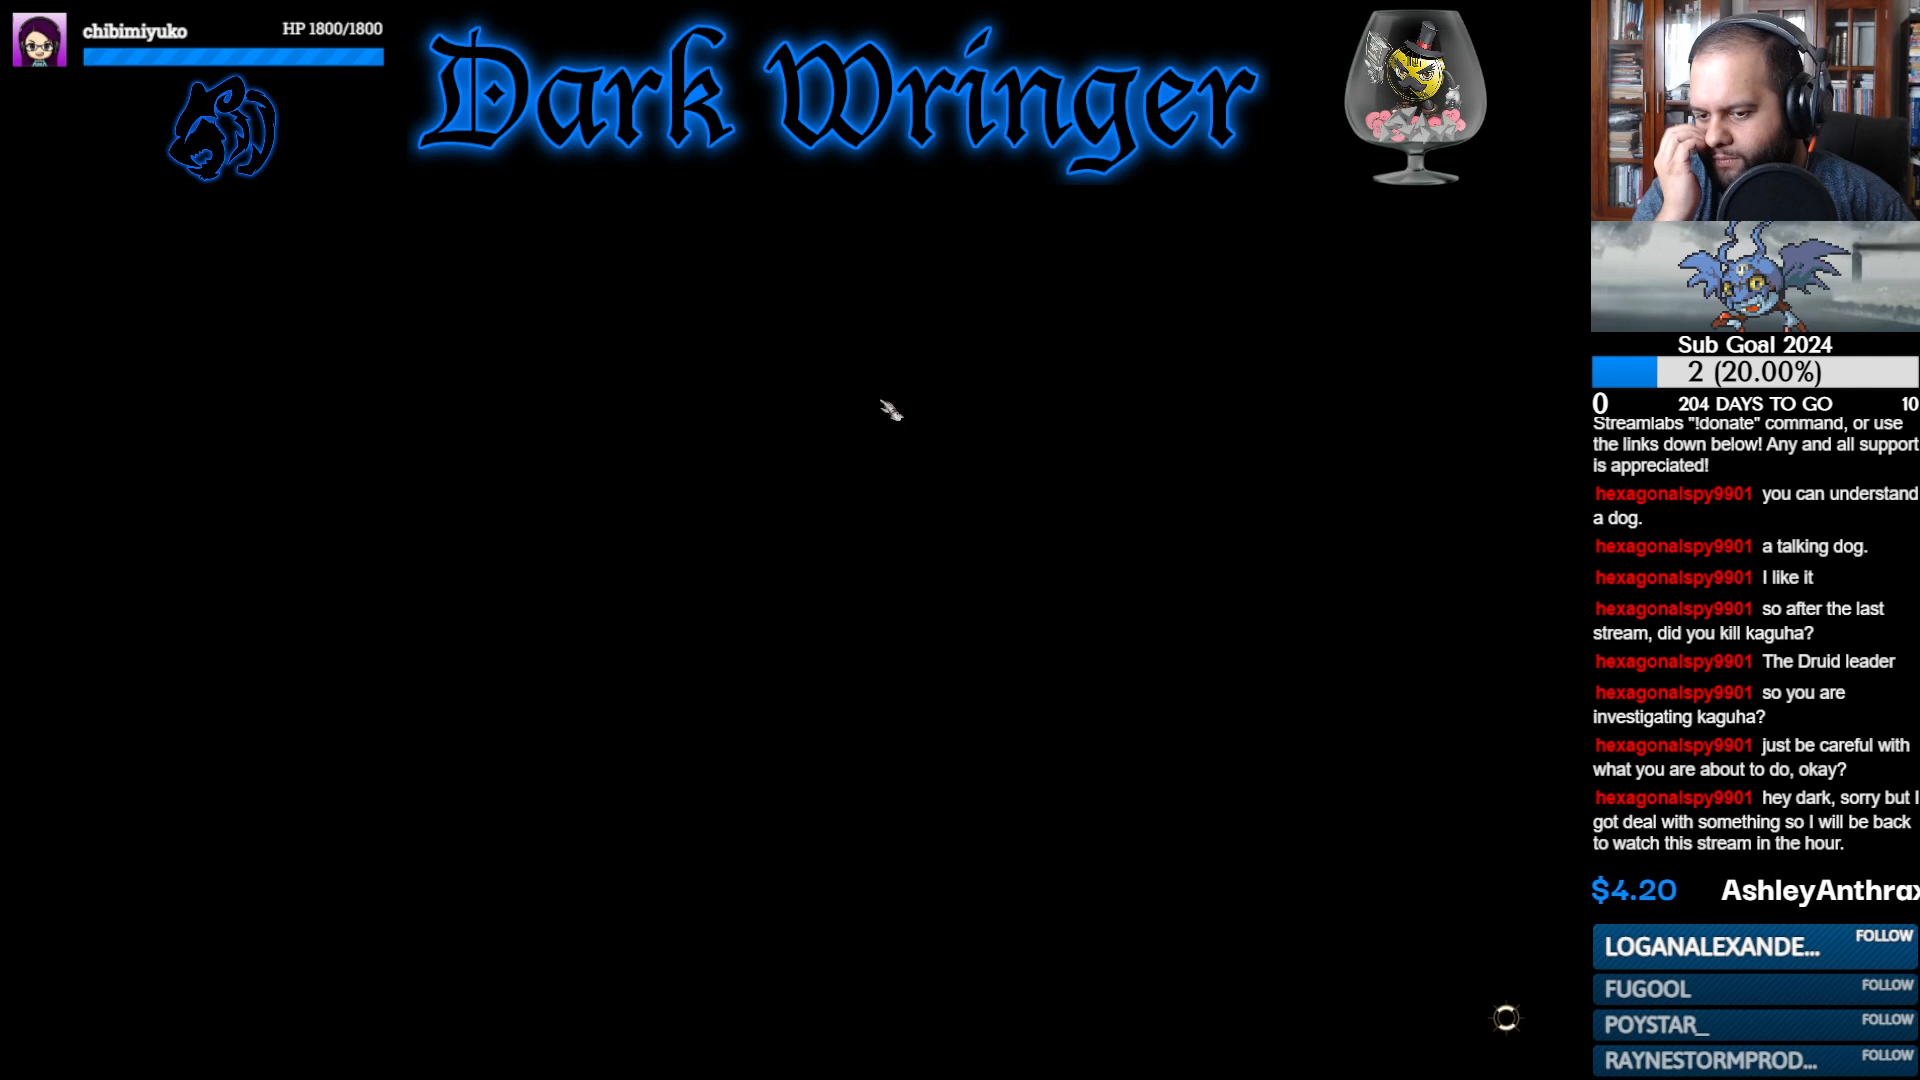 chibimiyuko HP 1800/1800
Dark Wringer
Sub Goal 2024
2 (20.00%)
0 204 DAYS TO GO 10
Streamlabs "!donate" command, or use
the links down below! Any and all support
is appreciated!
hexagonalspy9901 you can understand
a dog.
hexagonalspy9901 a talking dog.
hexagonalspy9901 I like it
hexagonalspy9901 so after the last
stream, did you kill kaguha?
hexagonalspy9901 The Druid leader
hexagonalspy9901 so you are
investigating kaguha?
hexagonalspy9901 just be careful with
what you are about to do, okay?
hexagonalspy9901 hey dark, sorry but I
got deal with something so I will be back
to watch this stream in the hour.
$4.20 AshleyAnthrax
LOGANALEXANDE... FOLLOW
FUGOOL FOLLOW
POYSTAR_ FOLLOW
RAYNESTORMPROD... FOLLOW